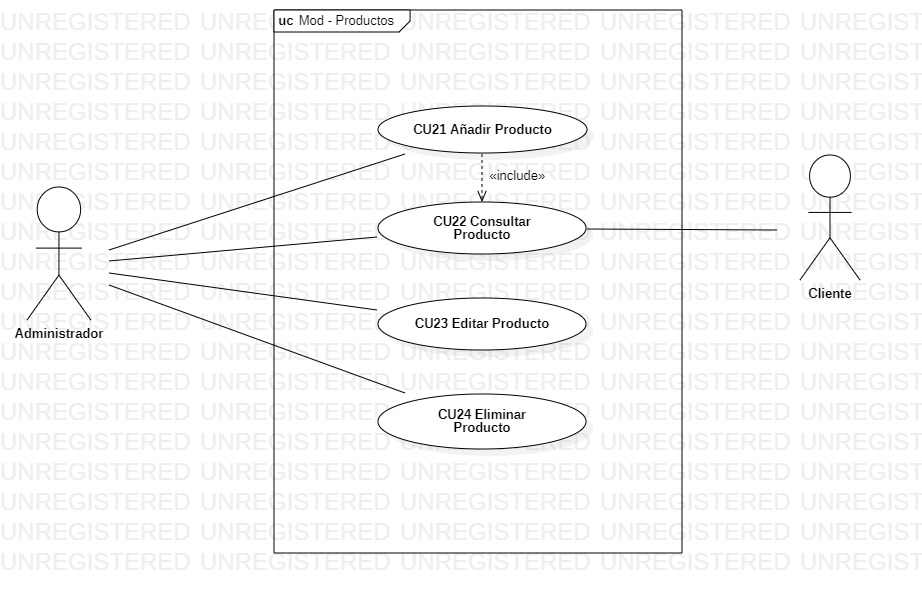 uc Mod - Productos
CU21 Añadir Producto
«include»
CU22 Consultar
Producto
CU23 Editar Producto
CU24 Eliminar
Producto
Administrador
Cliente
UNREGISTERED UNREGISTERED UNREGISTERED UNREGISTERED UNREGIST